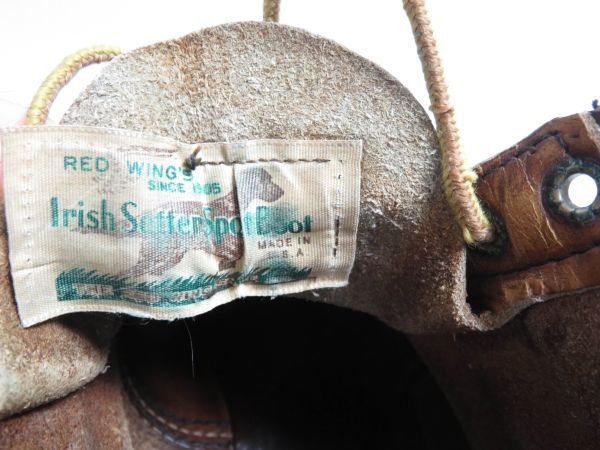 RED WING'S
SINCE 1905
Irish Setter Sport Boot
MADE IN
U.S.A